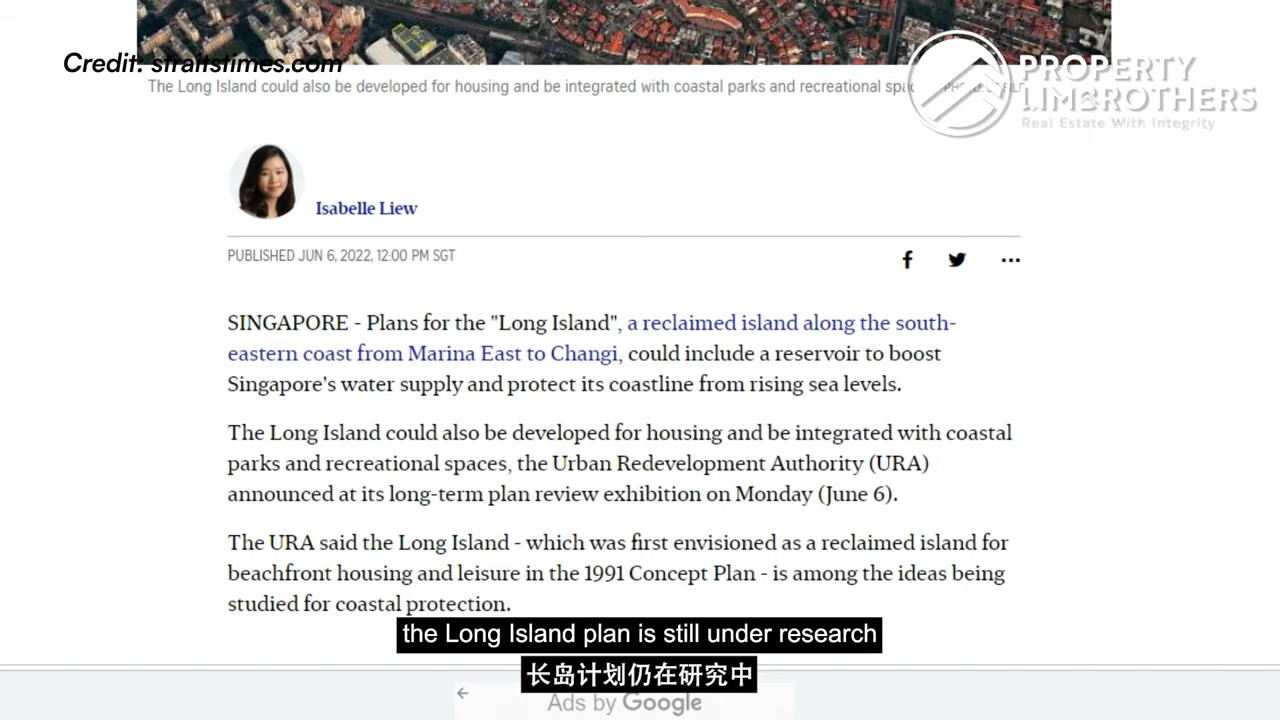 Credit: straitstimes.com
The Long Island could also be developed for housing and be integrated with coastal parks and recreational
PROPERTY
LIMBROTHERS
Real Estate With Integrity
Isabelle Liew
PUBLISHED JUN 6, 2022, 12:00 PM SGT
SINGAPORE - Plans for the "Long Island", a reclaimed island along the south-
eastern coast from Marina East to Changi, could include a reservoir to boost
Singapore's water supply and protect its coastline from rising sea levels.
The Long Island could also be developed for housing and be integrated with coastal
parks and recreational spaces, the Urban Redevelopment Authority (URA)
announced at its long-term plan review exhibition on Monday (June 6).
The URA said the Long Island - which was first envisioned as a reclaimed island for
beachfront housing and leisure in the 1991 Concept Plan - is among the ideas being
studied for coastal protection.
the Long Island plan is still under research
长岛计划仍在研究中
Ads by Google